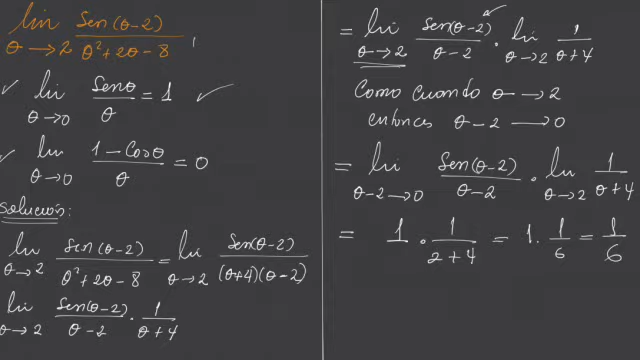 lim θ→2 Sen(θ-2)/θ²+2θ-8
✓ lim θ→0 Senθ/θ = 1 ✓
✓ lim θ→0 1-Cosθ/θ = 0
Solución:
lim θ→2 Sen(θ-2)/θ²+2θ-8 = lim θ→2 Sen(θ-2)/(θ+4)(θ-2)
lim θ→2 Sen(θ-2)/θ-2 · 1/θ+4
= lim θ→2 Sen(θ-2)/θ-2 · lim θ→2 1/θ+4
Como cuando θ→2
entonces θ-2→0
= lim θ-2→0 Sen(θ-2)/θ-2 · lim θ→2 1/θ+4
= 1 · 1/2+4 = 1 · 1/6 = 1/6